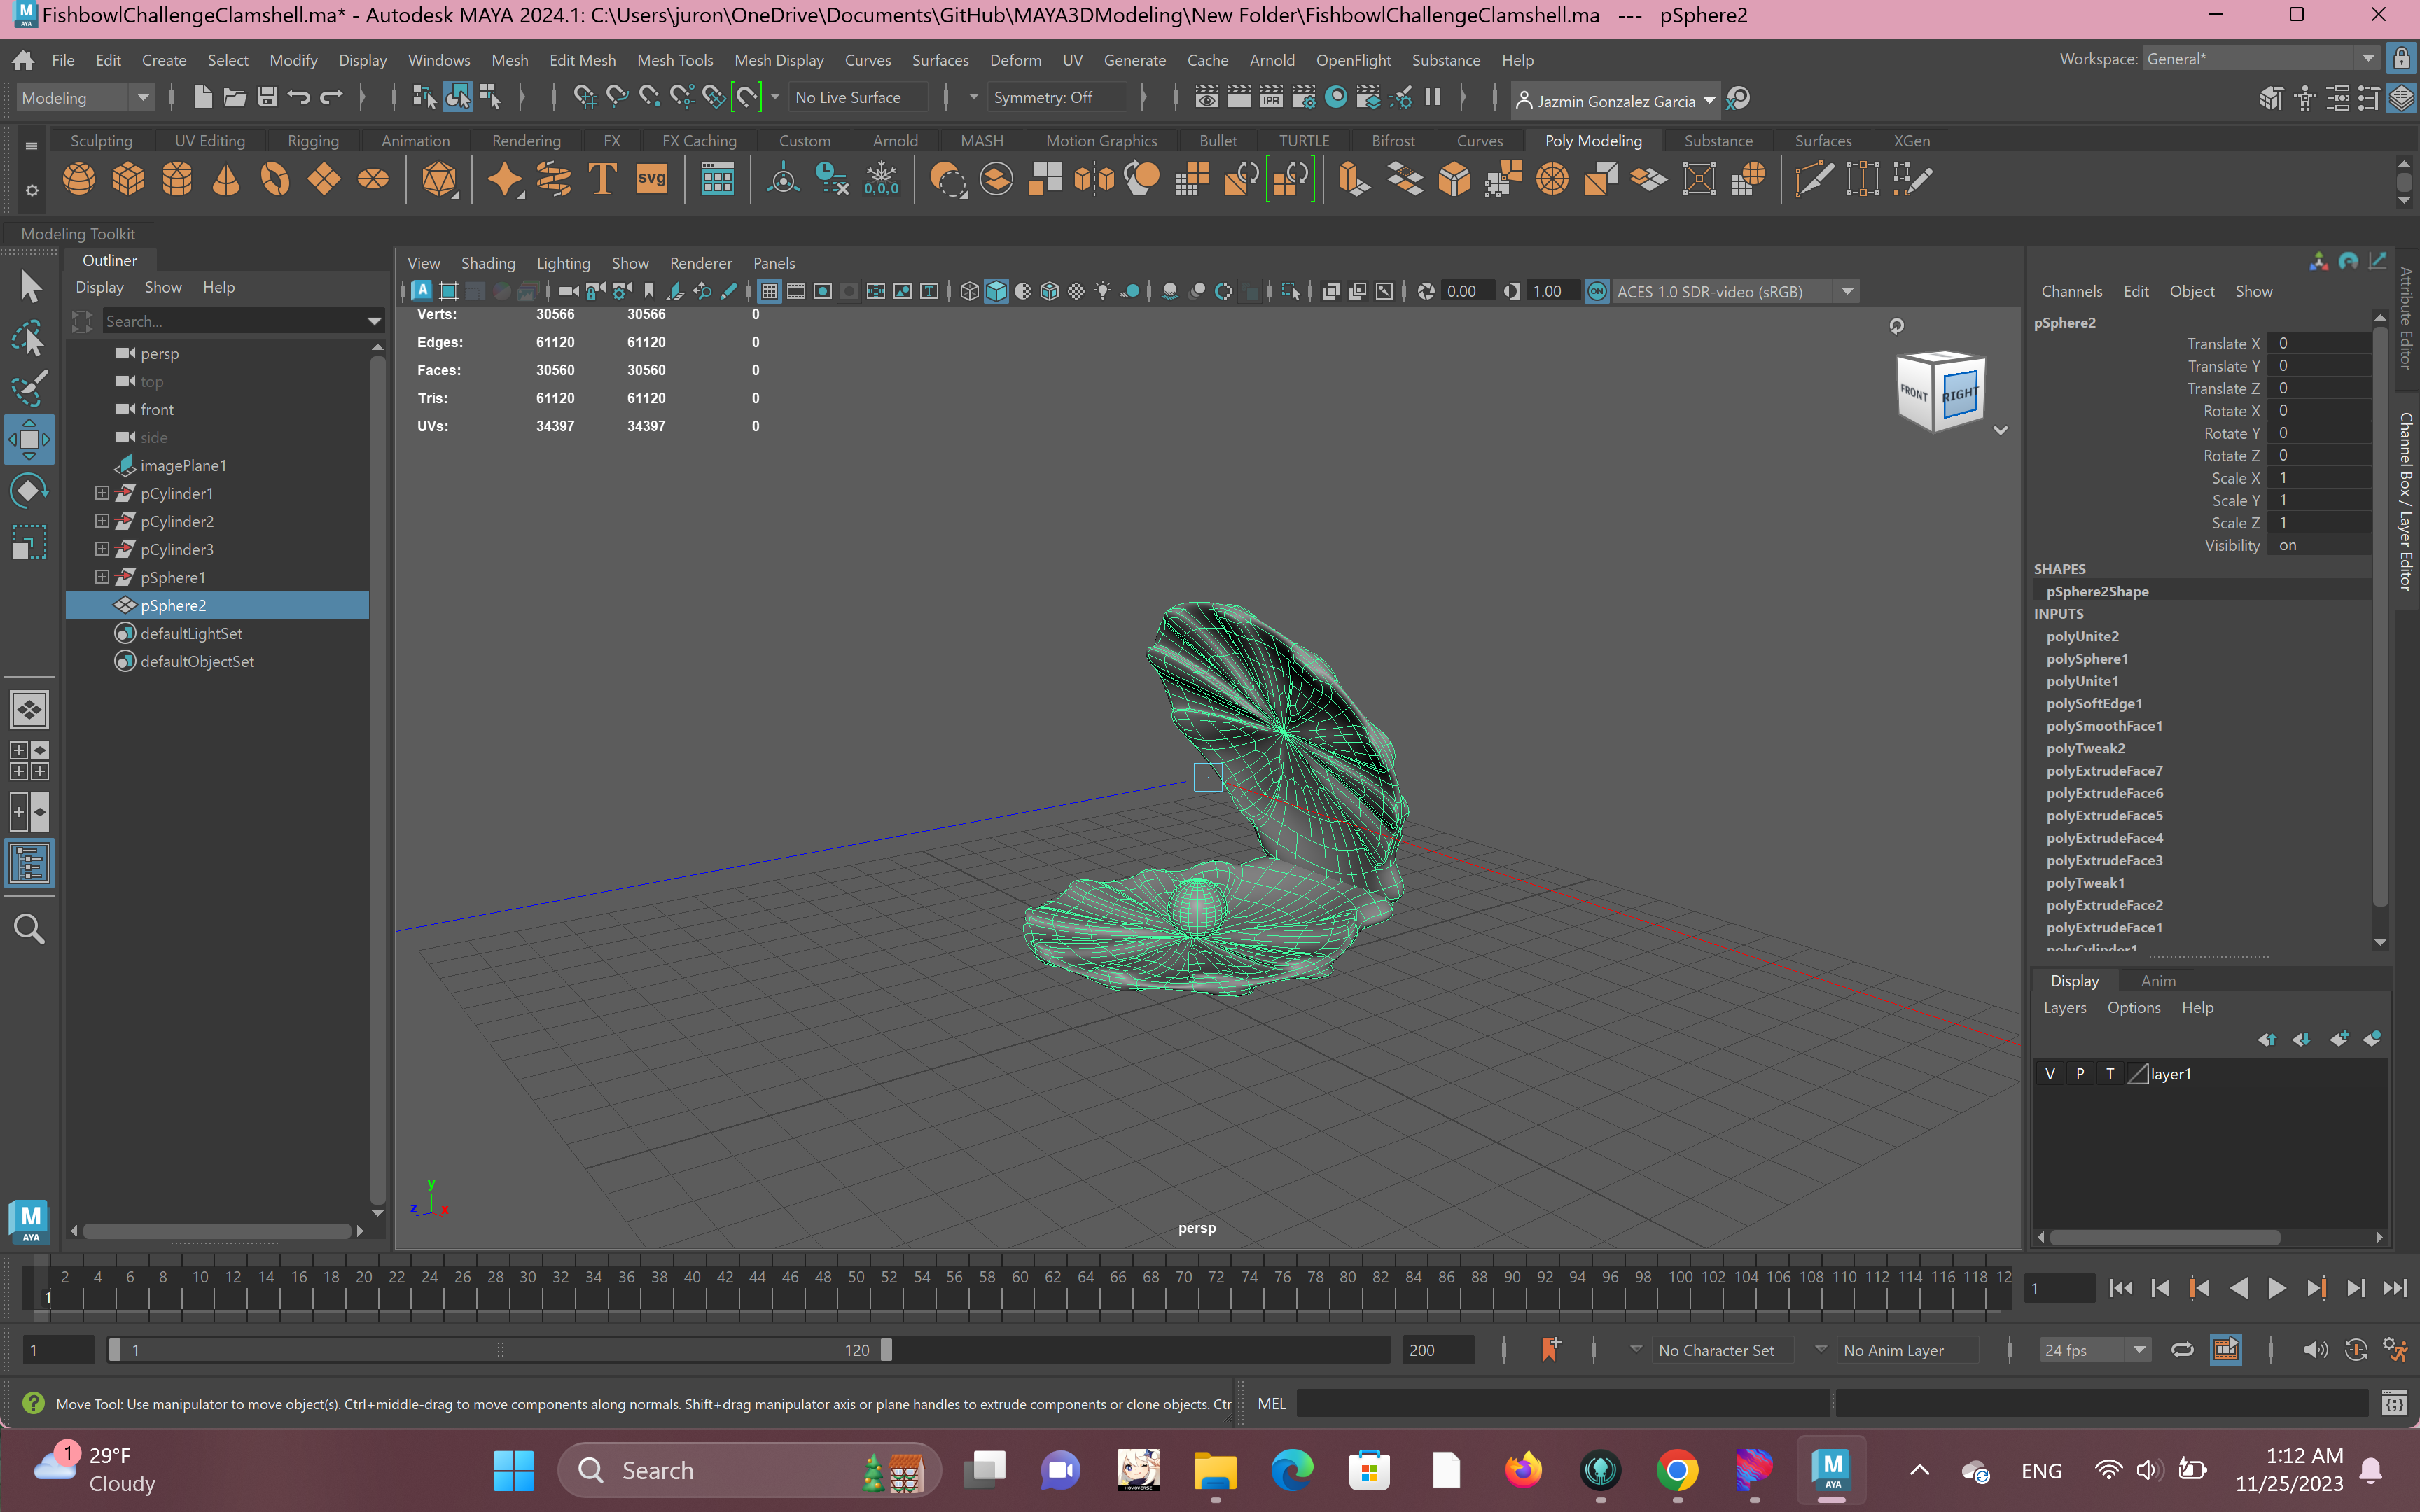 FishbowlChallengeClamshell.ma* - Autodesk MAYA 2024.1: C:\Users\juron\OneDrive\Documents\GitHub\MAYA3DModeling\New Folder\FishbowlChallengeClamshell.ma --- pSphere2
File Edit Create Select Modify Display Windows Mesh Edit Mesh Mesh Tools Mesh Display Curves Surfaces Deform UV Generate Cache Arnold OpenFlight Substance Help
Workspace: General*
Modeling No Live Surface Symmetry: Off IPR Jazmin Gonzalez Garcia
Sculpting UV Editing Rigging Animation Rendering FX FX Caching Custom Arnold MASH Motion Graphics Bullet TURTLE Bifrost Curves Poly Modeling Substance Surfaces XGen
T svg 0,0,0
Modeling Toolkit
Outliner
Display Show Help
Search...
persp
top
front
side
imagePlane1
pCylinder1
pCylinder2
pCylinder3
pSphere1
pSphere2
defaultLightSet
defaultObjectSet
View Shading Lighting Show Renderer Panels
0.00 1.00 ON ACES 1.0 SDR-video (sRGB)
Verts: 30566 30566 0
Edges: 61120 61120 0
Faces: 30560 30560 0
Tris: 61120 61120 0
UVs: 34397 34397 0
FRONT RIGHT
y
z x
persp
Channels Edit Object Show
pSphere2
Translate X 0
Translate Y 0
Translate Z 0
Rotate X 0
Rotate Y 0
Rotate Z 0
Scale X 1
Scale Y 1
Scale Z 1
Visibility on
SHAPES
pSphere2Shape
INPUTS
polyUnite2
polySphere1
polyUnite1
polySoftEdge1
polySmoothFace1
polyTweak2
polyExtrudeFace7
polyExtrudeFace6
polyExtrudeFace5
polyExtrudeFace4
polyExtrudeFace3
polyTweak1
polyExtrudeFace2
polyExtrudeFace1
polyCylinder1
Attribute Editor
Channel Box / Layer Editor
Display Anim
Layers Options Help
V P T layer1
M
AYA
2 4 6 8 10 12 14 16 18 20 22 24 26 28 30 32 34 36 38 40 42 44 46 48 50 52 54 56 58 60 62 64 66 68 70 72 74 76 78 80 82 84 86 88 90 92 94 96 98 100 102 104 106 108 110 112 114 116 118 12
1
1
1 1 120 200 No Character Set No Anim Layer 24 fps
Move Tool: Use manipulator to move object(s). Ctrl+middle-drag to move components along normals. Shift+drag manipulator axis or plane handles to extrude components or clone objects. Ctr
MEL
1 29°F
Cloudy
Search
M
AYA
ENG
1:12 AM
11/25/2023